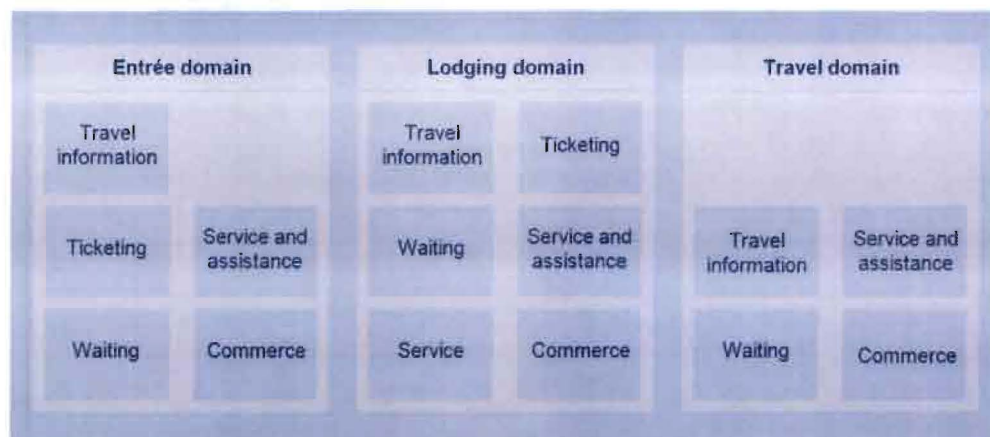 Entrée domain
Travel
information
Ticketing
Service and
assistance
Waiting
Commerce
Lodging domain
Travel
information
Ticketing
Waiting
Service and
assistance
Service
Commerce
Travel domain
Travel
information
Service and
assistance
Waiting
Commerce